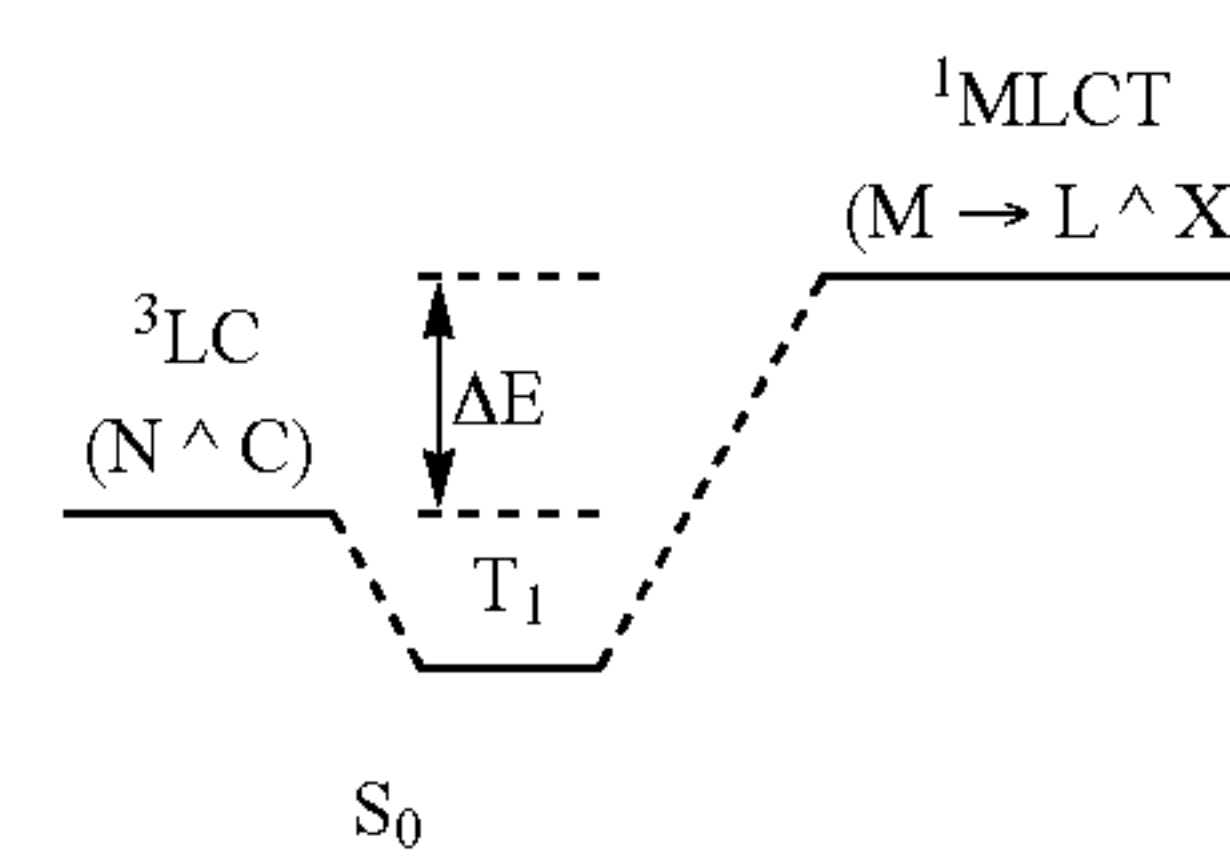 ¹MLCT
(M → L ^ X
³LC
(N ^ C)
ΔE
T₁
S₀